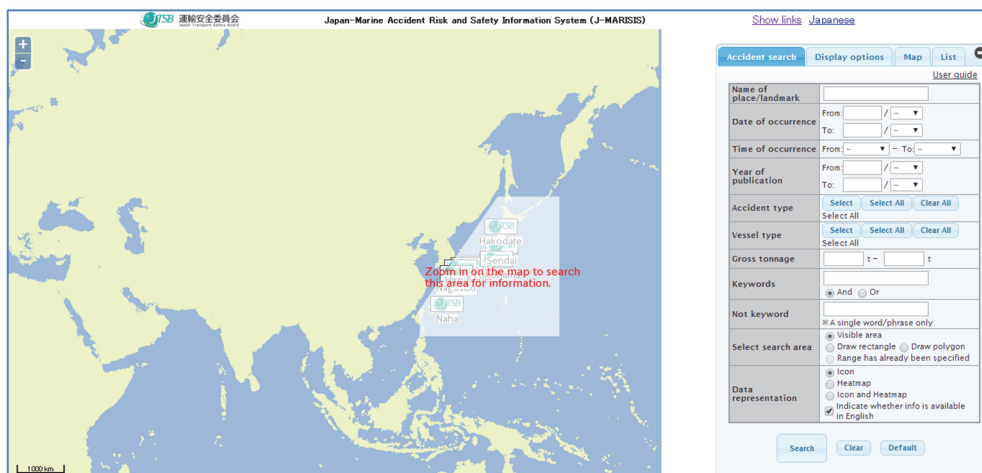 JTSB 運輸安全委員会
Japan Transport Safety Board
Japan-Marine Accident Risk and Safety Information System (J-MARISIS)
Show links Japanese
+
-
JTSB
Hakodate
Sendai
Zoom in on the map to search
this area for information.
Nagasaki
JTSB
Naha
1000 km
Accident search Display options Map List
User guide
Name of
place/landmark
Date of occurrence
From: / --
To: / --
Time of occurrence From: -- – To: --
Year of
publication
From: / --
To: / --
Accident type
Select Select All Clear All
Select All
Vessel type
Select Select All Clear All
Select All
Gross tonnage t – t
Keywords
And Or
Not keyword
※A single word/phrase only
Select search area
Visible area
Draw rectangle Draw polygon
Range has already been specified
Data
representation
Icon
Heatmap
Icon and Heatmap
Indicate whether info is available
in English
Search Clear Default